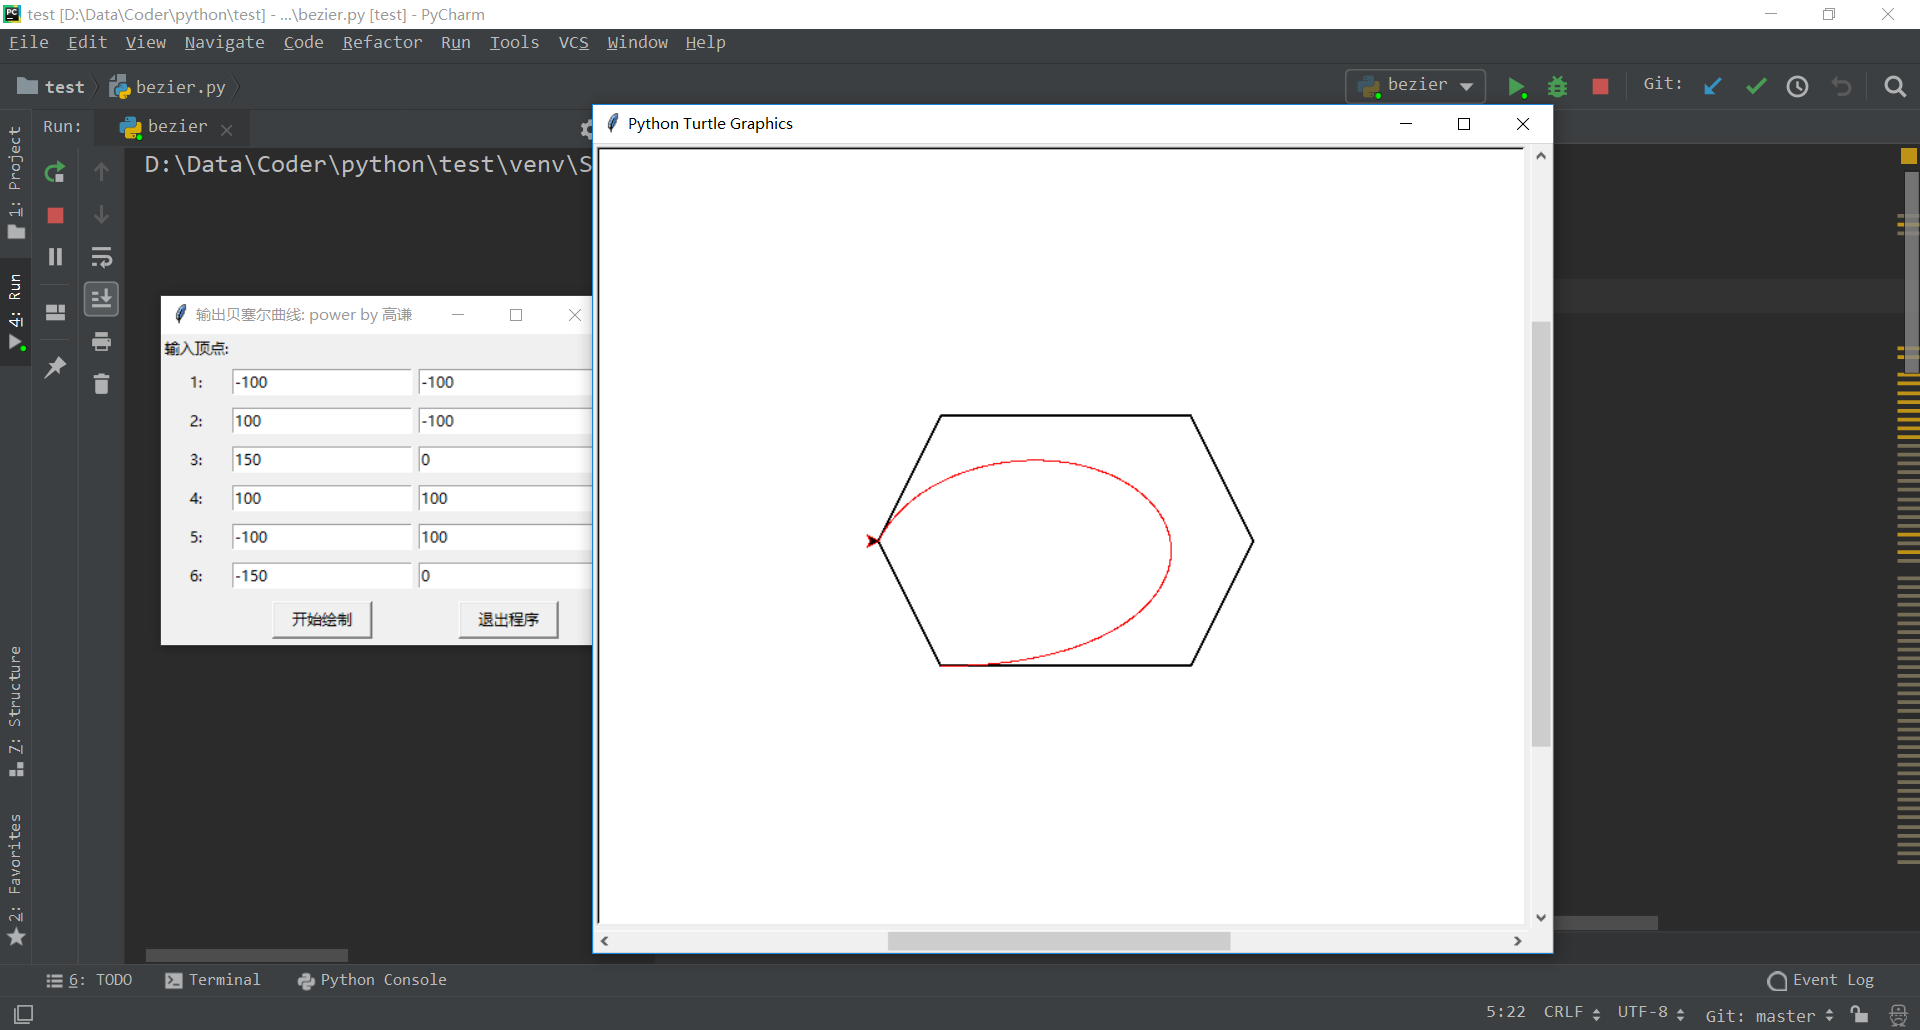 test [D:\Data\Coder\python\test] - ...\bezier.py [test] - PyCharm
File Edit View Navigate Code Refactor Run Tools VCS Window Help
test bezier.py bezier Git:
Run: bezier
D:\Data\Coder\python\test\venv\S
Python Turtle Graphics
输出贝塞尔曲线: power by 高谦
输入顶点:
1: -100 -100
2: 100 -100
3: 150 0
4: 100 100
5: -100 100
6: -150 0
开始绘制 退出程序
1: Project
4: Run
7: Structure
2: Favorites
6: TODO Terminal Python Console Event Log
5:22 CRLF UTF-8 Git: master